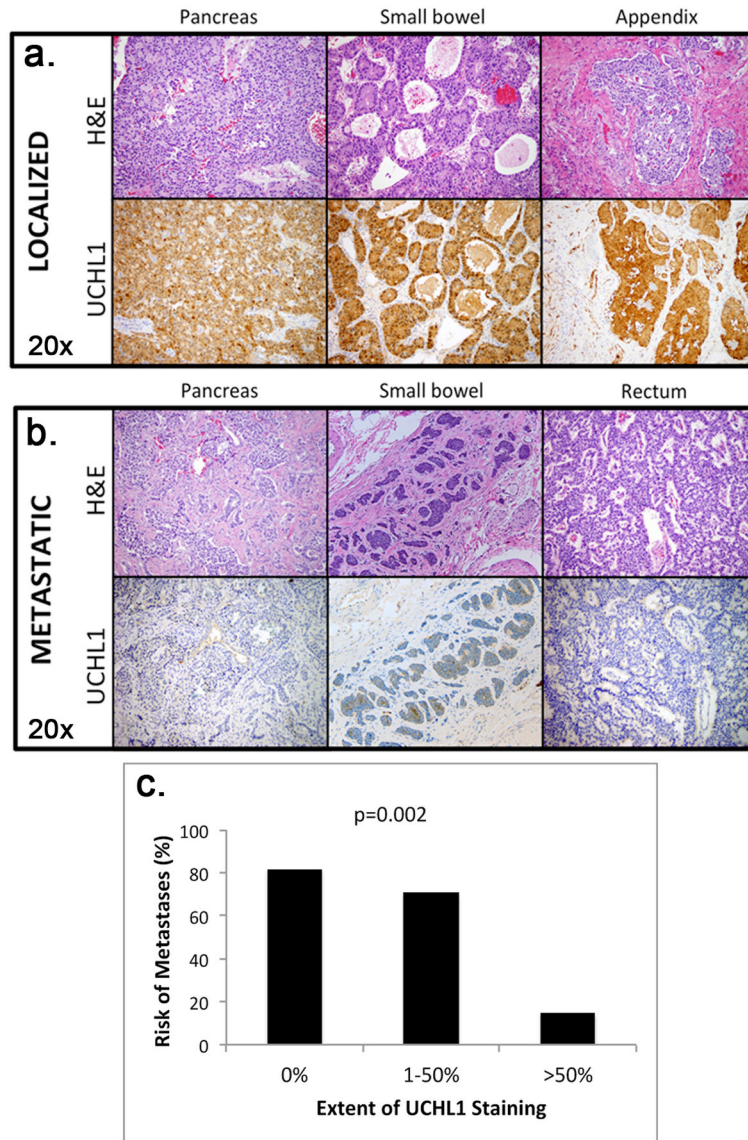 Pancreas Small bowel Appendix
a.
LOCALIZED
H&E
UCHL1
20x
Pancreas Small bowel Rectum
b.
METASTATIC
H&E
UCHL1
20x
c.
p=0.002
Risk of Metastases (%)
100
80
60
40
20
0
0% 1-50% >50%
Extent of UCHL1 Staining